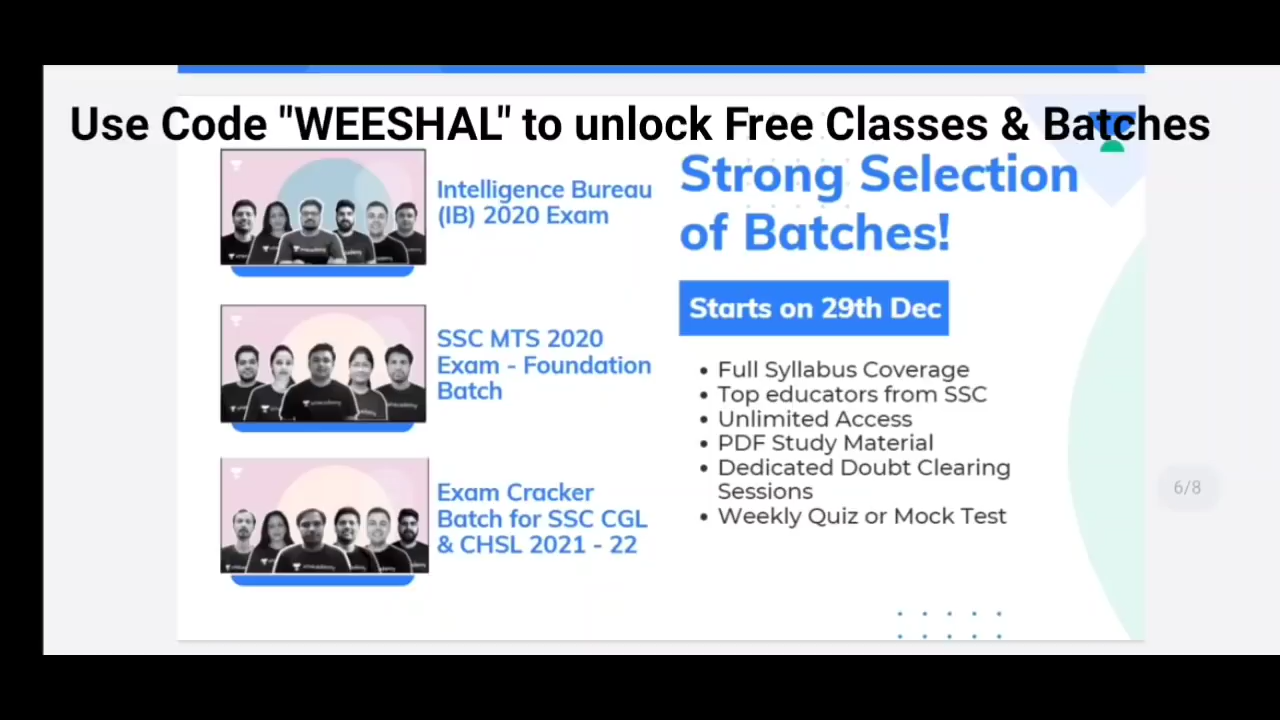 Use Code "WEESHAL" to unlock Free Classes & Batches
Intelligence Bureau
(IB) 2020 Exam
SSC MTS 2020
Exam - Foundation
Batch
Exam Cracker
Batch for SSC CGL
& CHSL 2021 - 22
Strong Selection
of Batches!
Starts on 29th Dec
• Full Syllabus Coverage
• Top educators from SSC
• Unlimited Access
• PDF Study Material
• Dedicated Doubt Clearing
Sessions
• Weekly Quiz or Mock Test
6/8